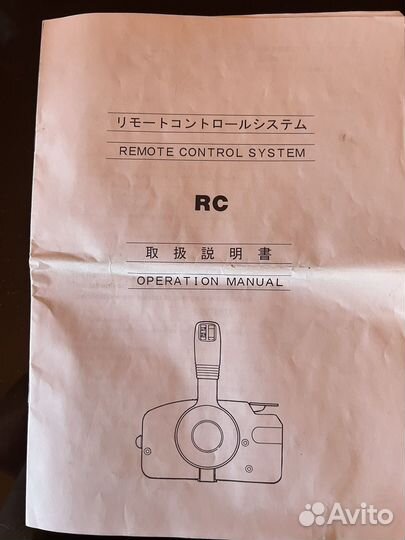 リモートコントロールシステム
REMOTE CONTROL SYSTEM
RC
取扱説明書
OPERATION MANUAL
Avito